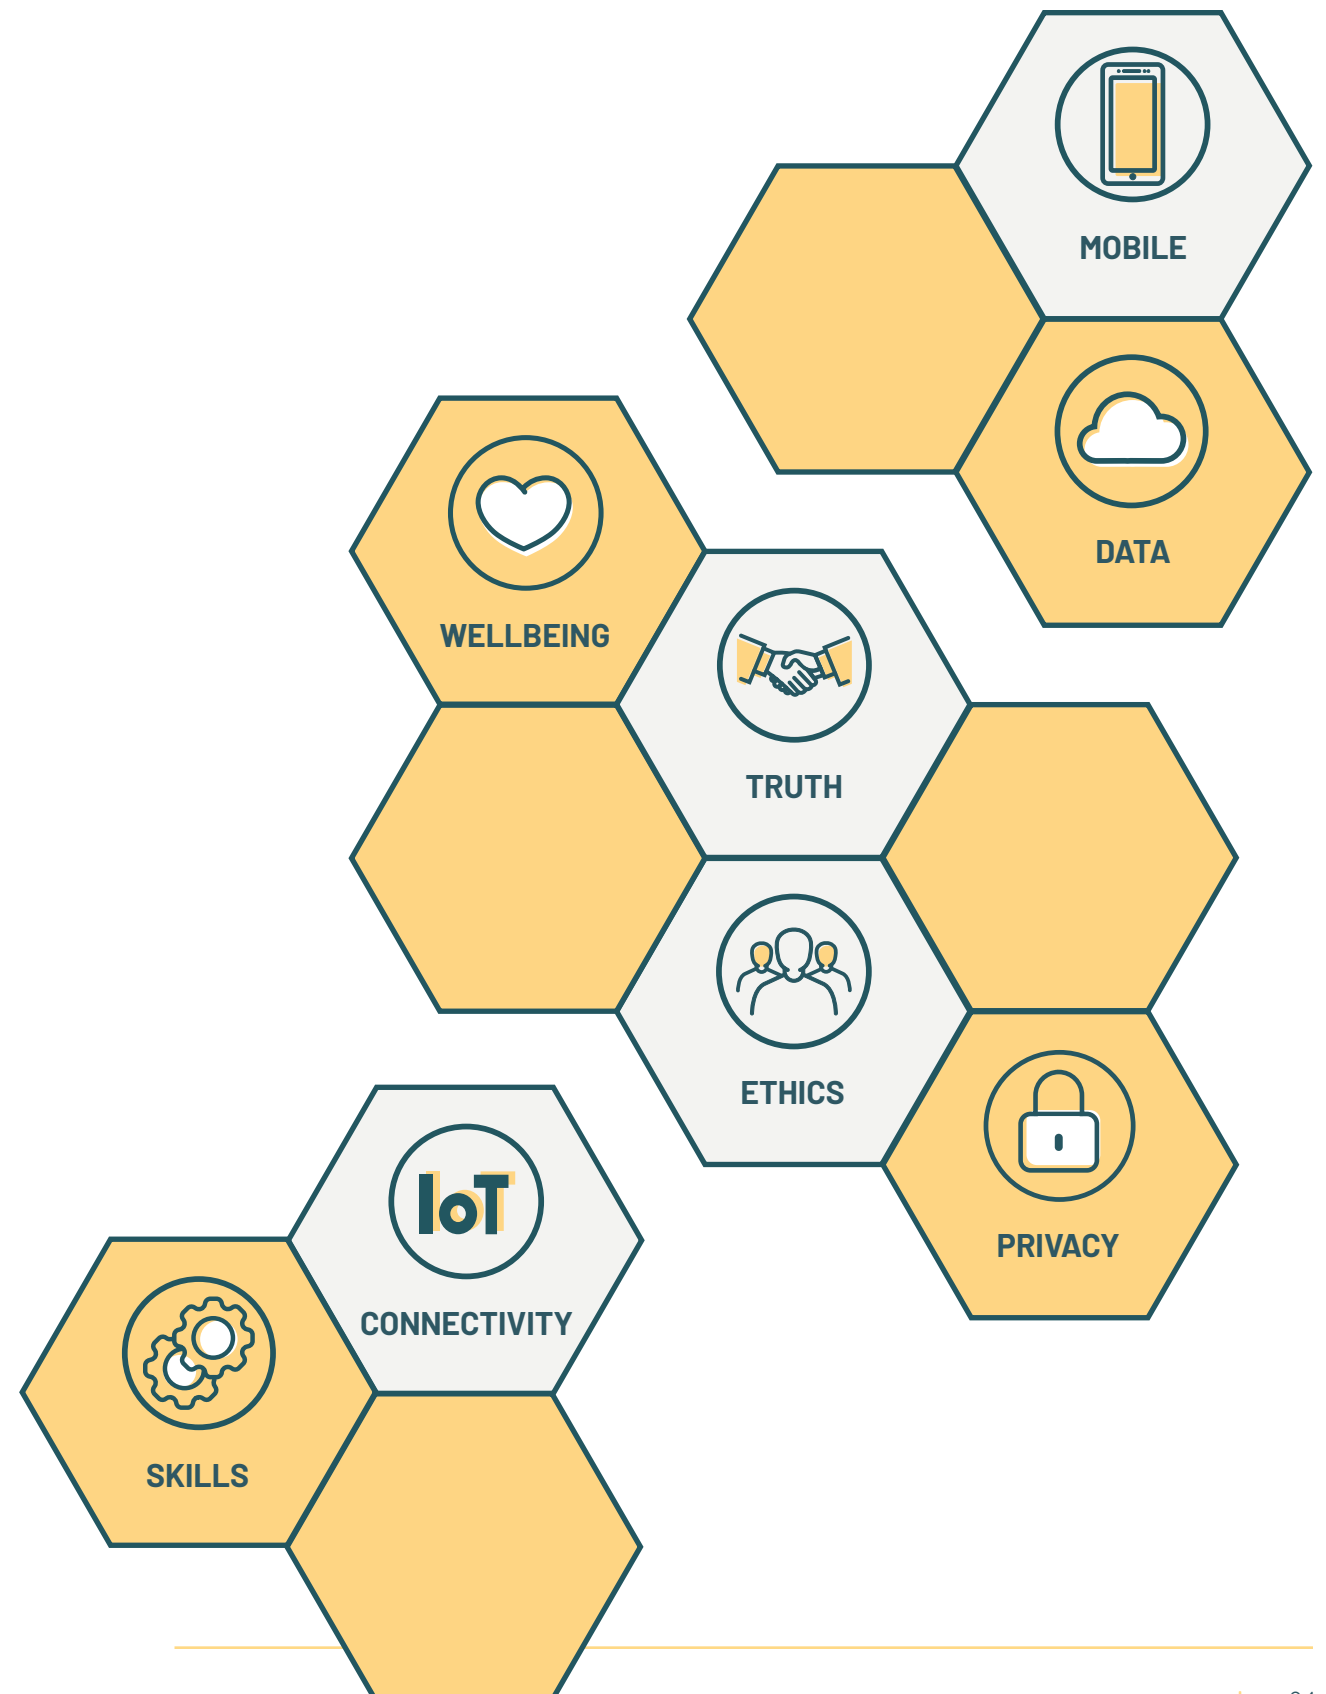 MOBILE
DATA
WELLBEING
TRUTH
ETHICS
PRIVACY
IoT
CONNECTIVITY
SKILLS